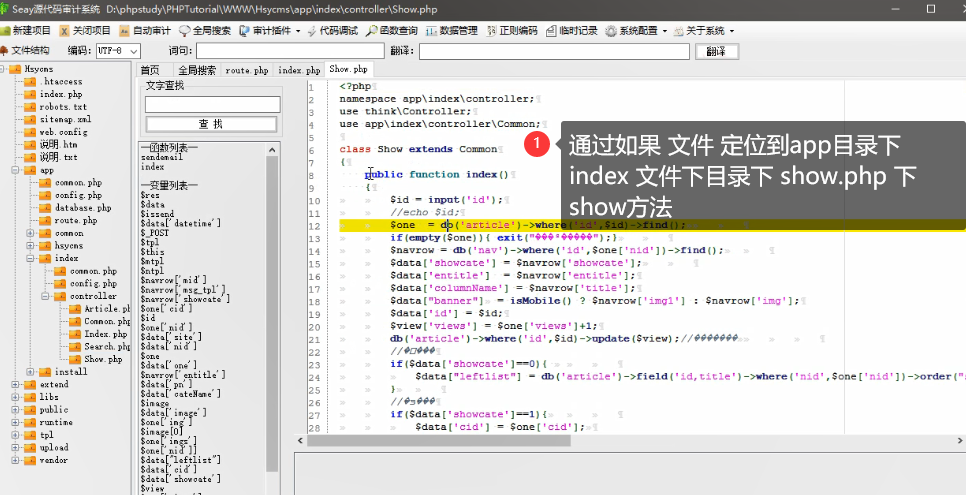 Seay源代码审计系统 D:\phpstudy\PHPTutorial\WWW\Hsycms\app\index\controller\Show.php
新建项目 关闭项目 自动审计 全局搜索 审计插件 代码调试 函数查询 数据管理 正则编码 临时记录 系统配置 关于系统
文件结构 编码: UTF-8 词句: 翻译: 翻译
首页 全局搜索 route.php index.php Show.php
Hsycms
.htaccess
index.php
robots.txt
sitemap.xml
web.config
说明.htm
说明.txt
app
common.php
config.php
database.php
route.php
common
hsycms
index
common.php
config.php
controller
Article.ph
Common.php
Index.php
Search.php
Show.php
install
extend
libs
public
runtime
tpl
upload
vendor
文字查找
查 找
—函数列表—
sendemail
index
—变量列表—
$res
$data
$issend
$data['datetime']
$_POST
$tpl
$this
$mtpl
$ntpl
$navrow['mid']
$navrow['msg_tpl']
$navrow['showcate']
$one['cid']
$id
$one['nid']
$data['site']
$data['nid']
$one
$data['one']
$navrow['entitle']
$data['pn']
$data['cateName']
$image
$data['image']
$one['img']
$image[0]
$one['imgs']
$one['nid']]
$data["leftlist"]
$data['cid']
$data['showcate']
$view
1 <?php
2 namespace app\index\controller;
3 use think\Controller;
4 use app\index\controller\Common;
5
6 class Show extends Common
7 {
8 public function index()
9 {
10 $id = input('id');
11 //echo $id;
12 $one = db('article')->where('id',$id)->find();
13 if(empty($one)){ exit("
");}
14 $navrow = db('nav')->where('id',$one['nid'])->find();
15 $data['showcate'] = $navrow['showcate'];
16 $data['entitle'] = $navrow['entitle'];
17 $data['columnName'] = $navrow['title'];
18 $data["banner"] = isMobile() ? $navrow['img1'] : $navrow['img'];
19 $data['id'] = $id;
20 $view['views'] = $one['views']+1;
21 db('article')->where('id',$id)->update($view);//
22 //
23 if($data['showcate']==0){
24 $data["leftlist"] = db('article')->field('id,title')->where('nid',$one['nid'])->order("
25 }
26 //
27 if($data['showcate']==1){
28 $data['cid'] = $one['cid'];
1
通过如果 文件 定位到app目录下
index 文件下目录下 show.php 下
show方法